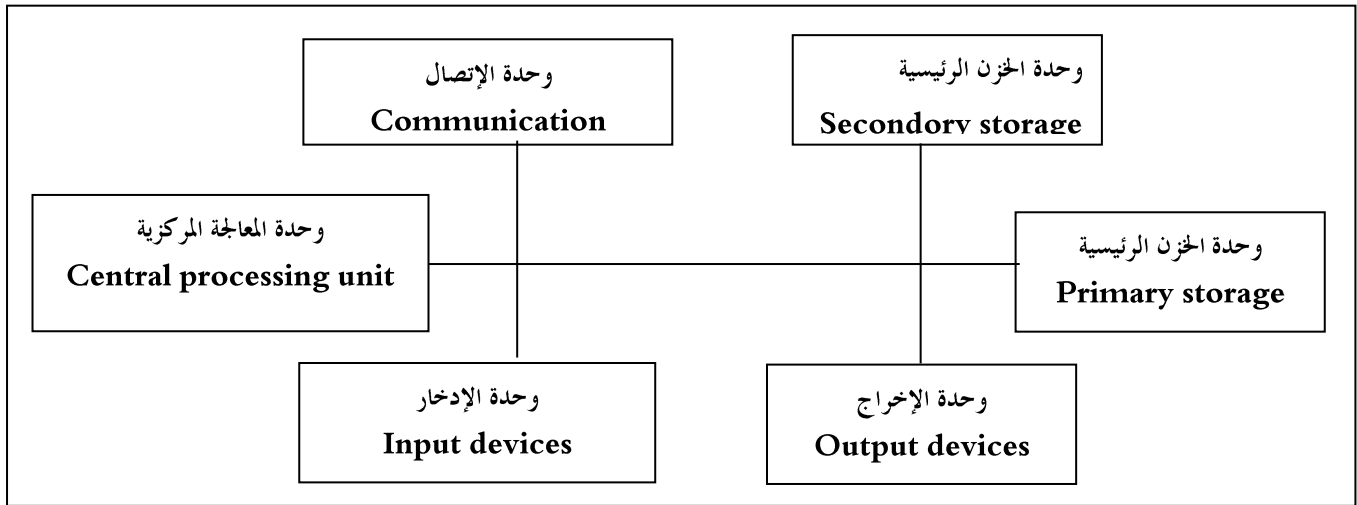 وحدة الإتصال
Communication
وحدة الخزن الرئيسية
Secondory storage
وحدة المعالجة المركزية
Central processing unit
وحدة الخزن الرئيسية
Primary storage
وحدة الإدخار
Input devices
وحدة الإخراج
Output devices